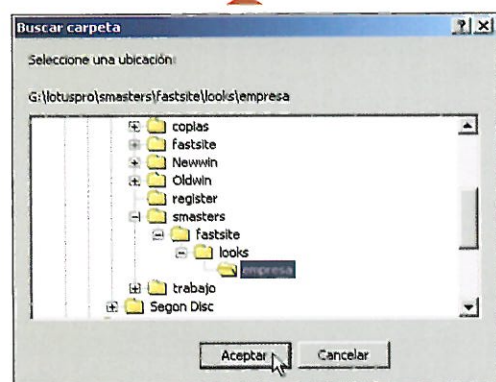 Buscar carpeta
Seleccione una ubicación:
G:\lotuspro\smasters\fastsite\looks\empresa
copias
fastsite
Newwin
Oldwin
register
smasters
fastsite
looks
empresa
trabajo
Segon Disc
Aceptar Cancelar